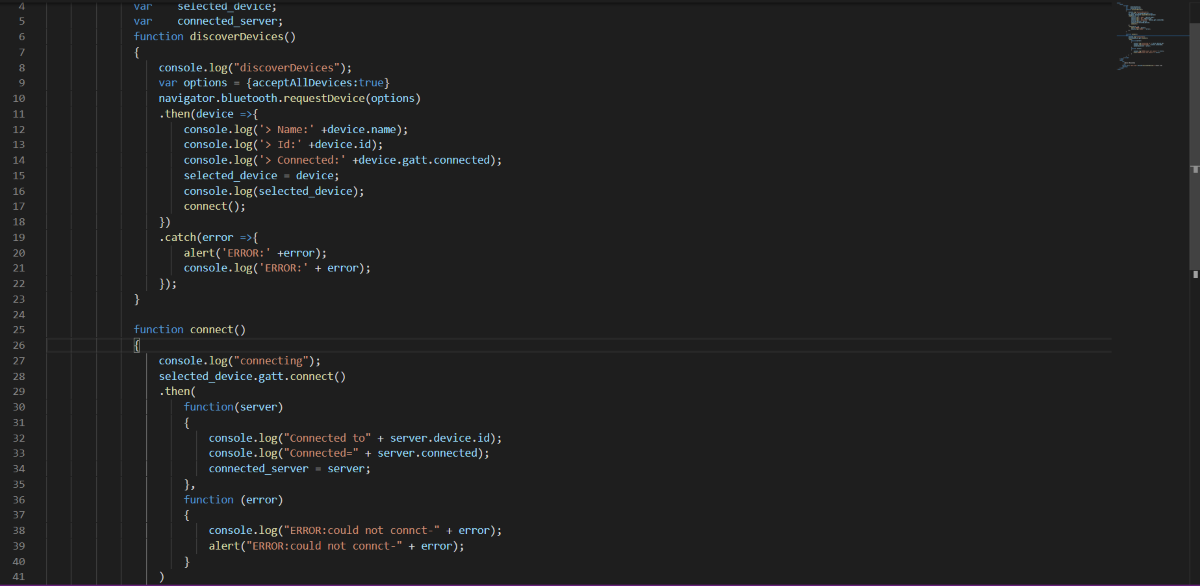 4 var selected_device;
5 var connected_server;
6 function discoverDevices()
7 {
8 console.log("discoverDevices");
9 var options = {acceptAllDevices:true}
10 navigator.bluetooth.requestDevice(options)
11 .then(device =>{
12 console.log('> Name:' +device.name);
13 console.log('> Id:' +device.id);
14 console.log('> Connected:' +device.gatt.connected);
15 selected_device = device;
16 console.log(selected_device);
17 connect();
18 })
19 .catch(error =>{
20 alert('ERROR:' +error);
21 console.log('ERROR:' + error);
22 });
23 }
24
25 function connect()
26 {
27 console.log("connecting");
28 selected_device.gatt.connect()
29 .then(
30 function(server)
31 {
32 console.log("Connected to" + server.device.id);
33 console.log("Connected=" + server.connected);
34 connected_server = server;
35 },
36 function (error)
37 {
38 console.log("ERROR:could not connct-" + error);
39 alert("ERROR:could not connct-" + error);
40 }
41 )